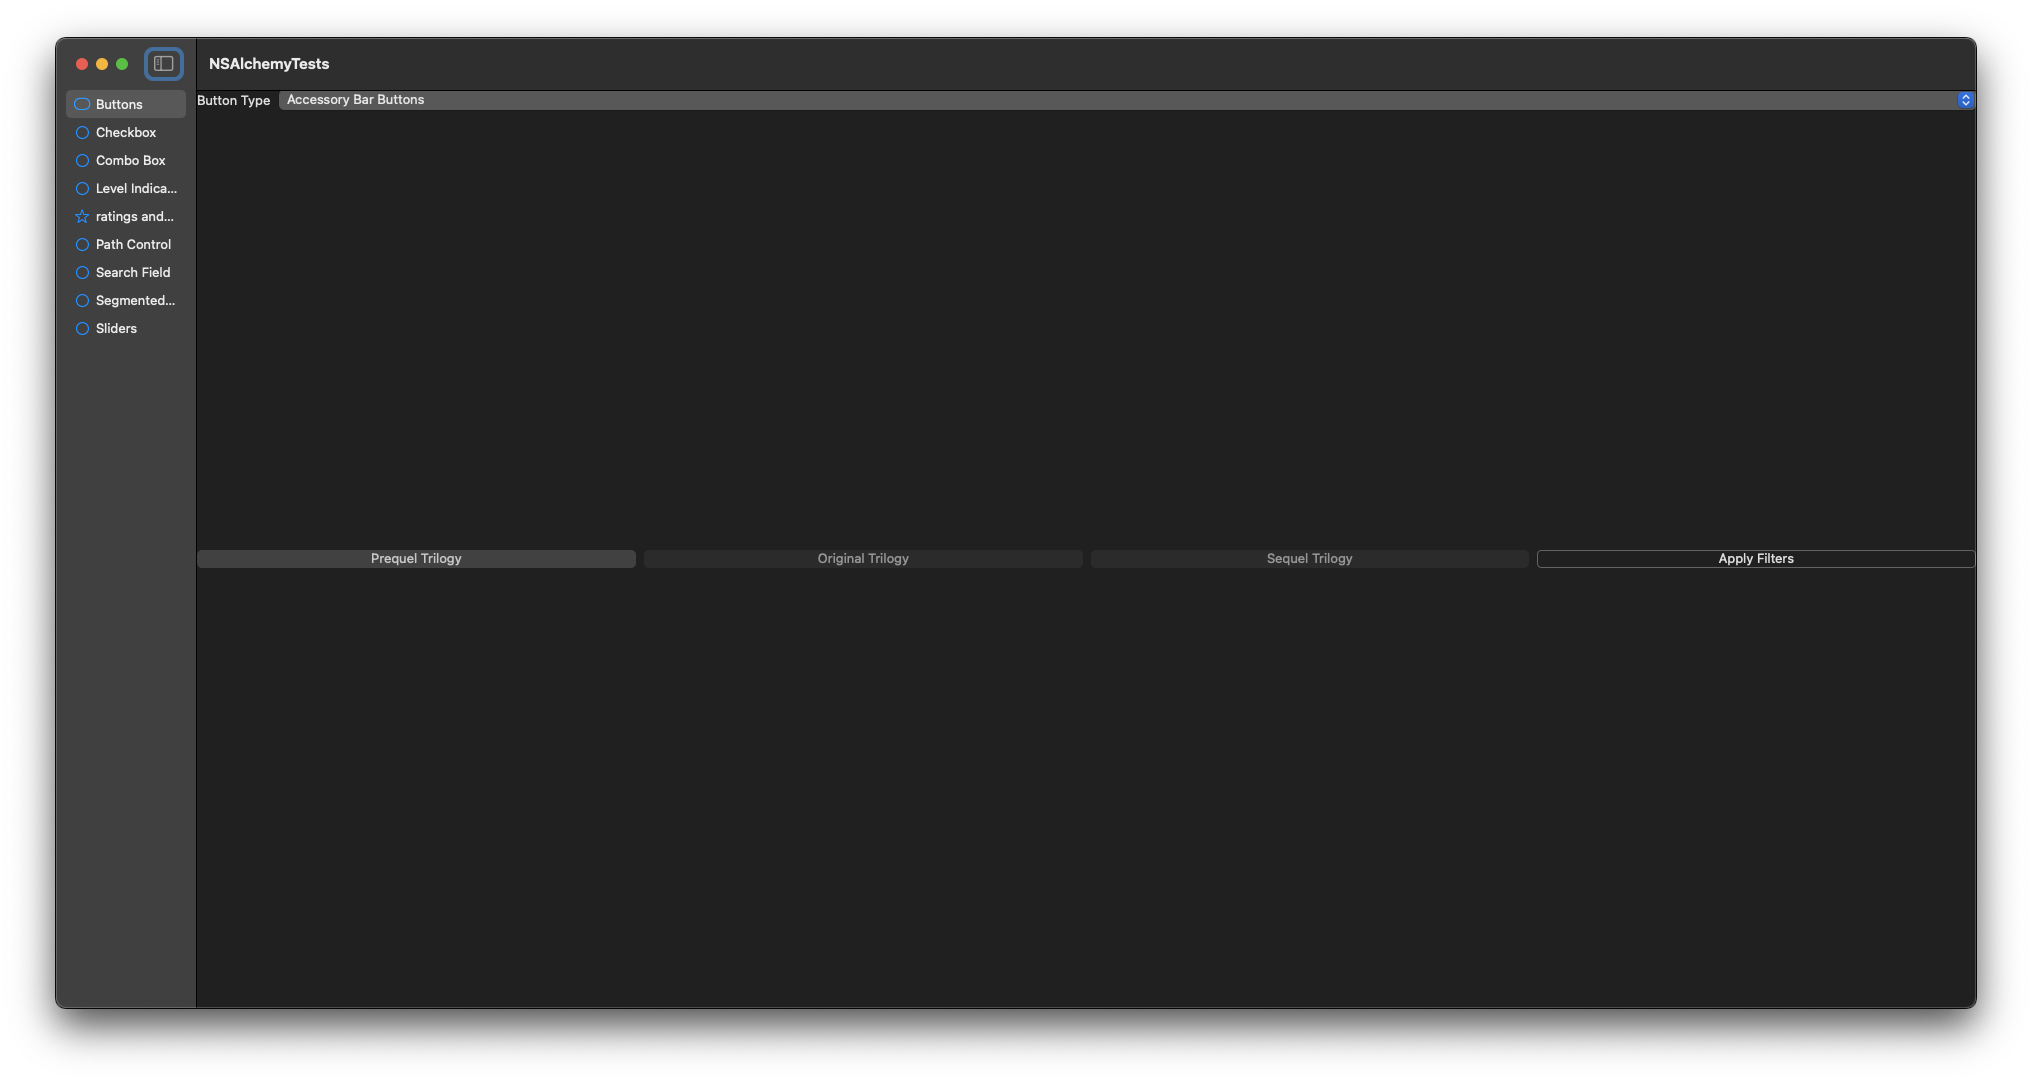 NSAlchemyTests
Buttons
Checkbox
Combo Box
Level Indica...
ratings and...
Path Control
Search Field
Segmented...
Sliders
Button Type Accessory Bar Buttons
Prequel Trilogy Original Trilogy Sequel Trilogy Apply Filters